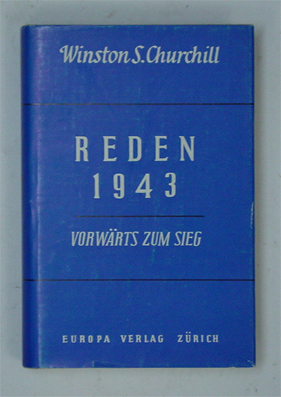 Winston S. Churchill
REDEN
1943
VORWÄRTS ZUM SIEG
EUROPA VERLAG ZÜRICH